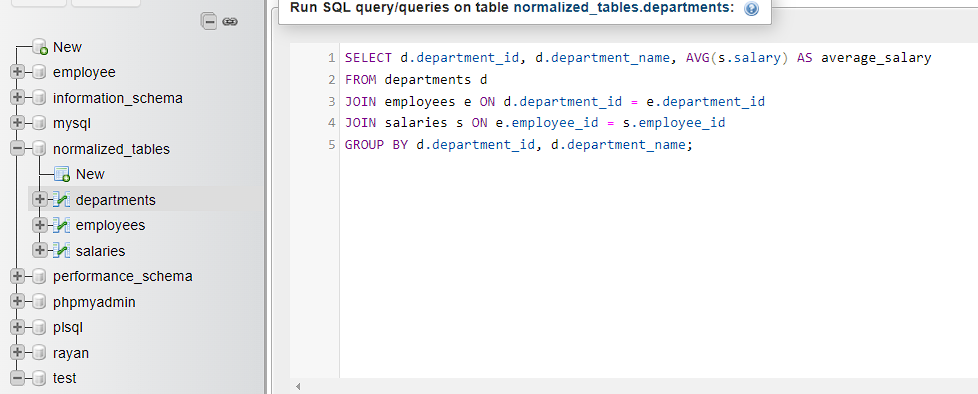 Run SQL query/queries on table normalized_tables.departments:
New
employee
information_schema
mysql
normalized_tables
New
departments
employees
salaries
performance_schema
phpmyadmin
plsql
rayan
test
1 SELECT d.department_id, d.department_name, AVG(s.salary) AS average_salary
2 FROM departments d
3 JOIN employees e ON d.department_id = e.department_id
4 JOIN salaries s ON e.employee_id = s.employee_id
5 GROUP BY d.department_id, d.department_name;